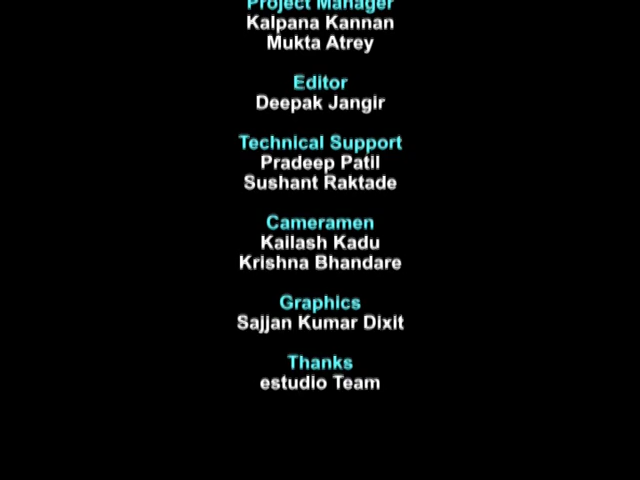 Project Manager
Kalpana Kannan
Mukta Atrey
Editor
Deepak Jangir
Technical Support
Pradeep Patil
Sushant Raktade
Cameramen
Kailash Kadu
Krishna Bhandare
Graphics
Sajjan Kumar Dixit
Thanks
estudio Team